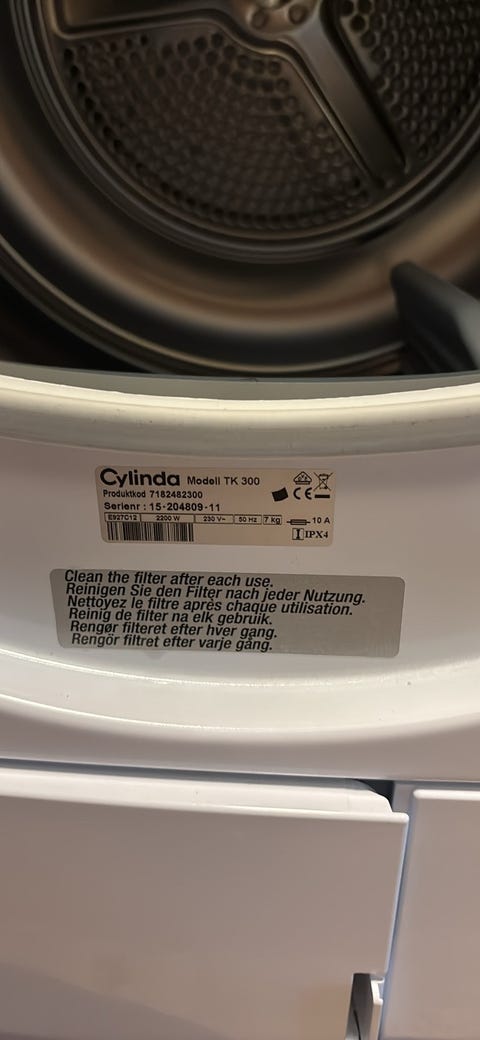 Cylinda Modell TK 300
Produktkod 7182482300
Serienr : 15-204809-11
E927C12 2200 W 230 V~ 50 Hz 7 kg 10 A
IPX4
Clean the filter after each use.
Reinigen Sie den Filter nach jeder Nutzung.
Nettoyez le filtre après chaque utilisation.
Reinig de filter na elk gebruik.
Rengør filteret efter hver gang.
Rengör filtret efter varje gång.